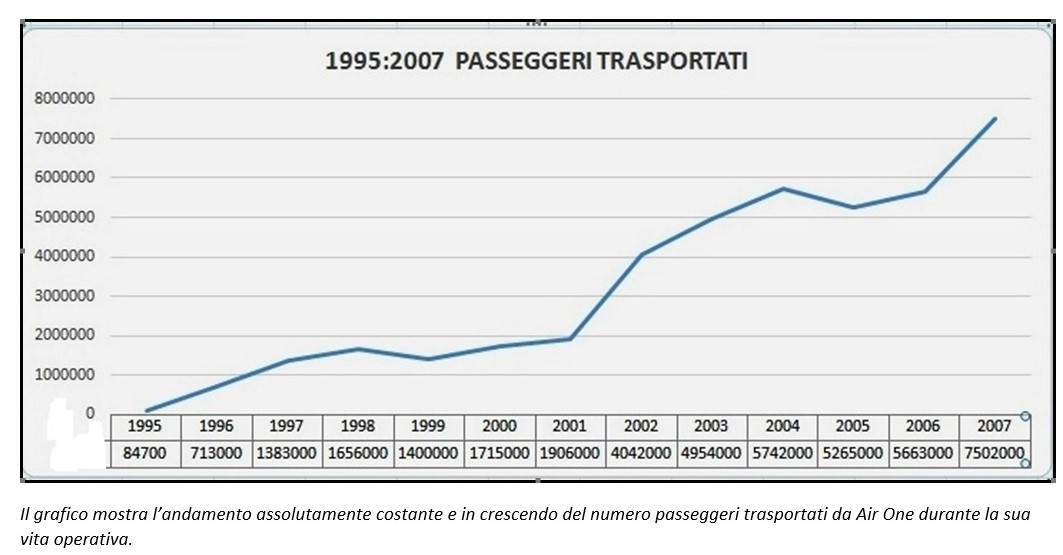 1995:2007 PASSEGGERI TRASPORTATI
8000000
7000000
6000000
5000000
4000000
3000000
2000000
1000000
0
1995 1996 1997 1998 1999 2000 2001 2002 2003 2004 2005 2006 2007
84700 713000 1383000 1656000 1400000 1715000 1906000 4042000 4954000 5742000 5265000 5663000 7502000
Il grafico mostra l’andamento assolutamente costante e in crescendo del numero passeggeri trasportati da Air One durante la sua
vita operativa.